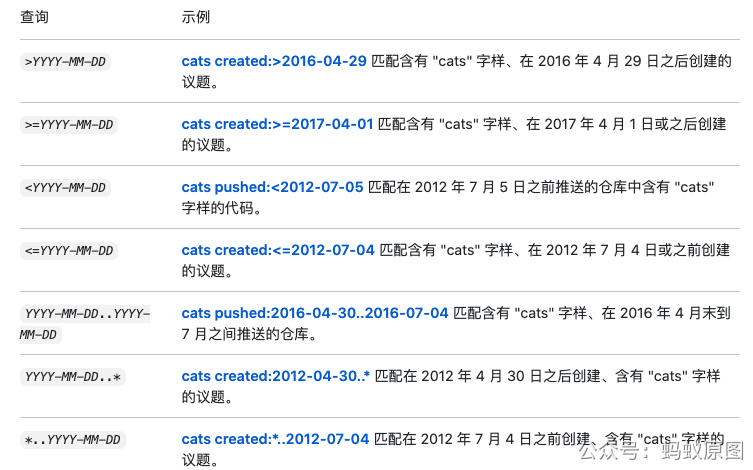 查询 示例
>YYYY-MM-DD cats created:>2016-04-29 匹配含有 "cats" 字样、在 2016 年 4 月 29 日之后创建的
议题。
>=YYYY-MM-DD cats created:>=2017-04-01 匹配含有 "cats" 字样、在 2017 年 4 月 1 日或之后创建
的议题。
<YYYY-MM-DD cats pushed:<2012-07-05 匹配在 2012 年 7 月 5 日之前推送的仓库中含有 "cats"
字样的代码。
<=YYYY-MM-DD cats created:<=2012-07-04 匹配含有 "cats" 字样、在 2012 年 7 月 4 日或之前创建
的议题。
YYYY-MM-DD..YYYY- cats pushed:2016-04-30..2016-07-04 匹配含有 "cats" 字样、在 2016 年 4 月末到
MM-DD 7 月之间推送的仓库。
YYYY-MM-DD..* cats created:2012-04-30..* 匹配在 2012 年 4 月 30 日之后创建、含有 "cats" 字样
的议题。
*..YYYY-MM-DD cats created:*..2012-07-04 匹配在 2012 年 7 月 4 日之前创建、含有 "cats" 字样的
议题。
公众号：蚂蚁原图